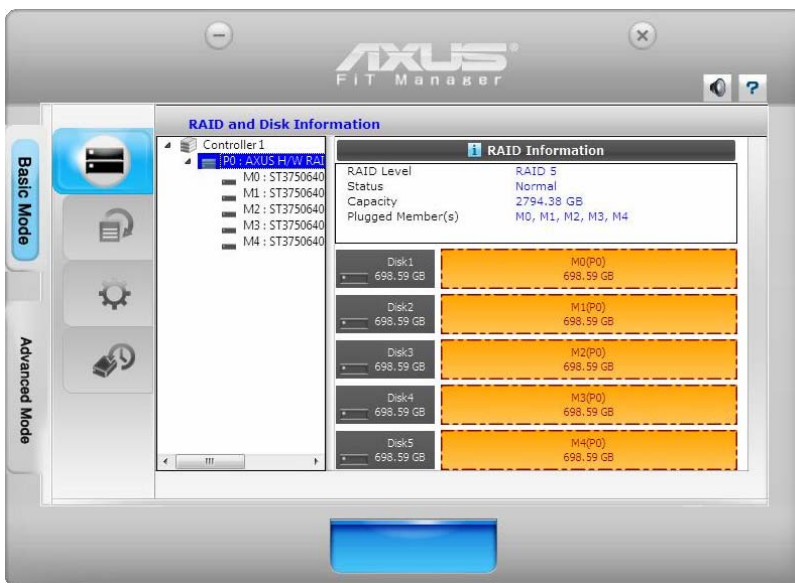 AXUS
FiT Manager
?
RAID and Disk Information
Basic Mode
Advanced Mode
Controller 1
P0 : AXUS H/W RAI
M0 : ST3750640
M1 : ST3750640
M2 : ST3750640
M3 : ST3750640
M4 : ST3750640
i RAID Information
RAID Level RAID 5
Status Normal
Capacity 2794.38 GB
Plugged Member(s) M0, M1, M2, M3, M4
Disk1 M0(P0)
698.59 GB 698.59 GB
Disk2 M1(P0)
698.59 GB 698.59 GB
Disk3 M2(P0)
698.59 GB 698.59 GB
Disk4 M3(P0)
698.59 GB 698.59 GB
Disk5 M4(P0)
698.59 GB 698.59 GB